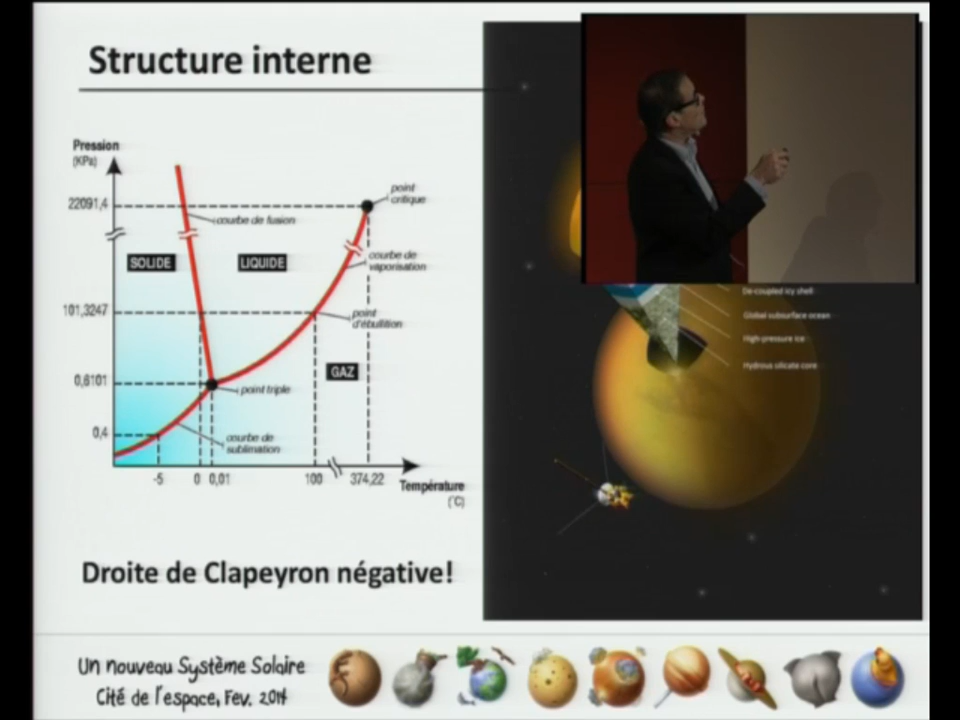 Structure interne
Pression
(KPa)
22091,4
101,3247
0,6101
0,4
SOLIDE
LIQUIDE
GAZ
point
critique
courbe de fusion
courbe de
vaporisation
point
d'ébullition
point triple
courbe de
sublimation
-5
0
0,01
100
374,22
Température
(°C)
Droite de Clapeyron négative!
De-coupled icy shell
Global subsurface ocean
High-pressure ice
Hydrous silicate core
Un nouveau Système Solaire
Cité de l'espace, Fev. 2014